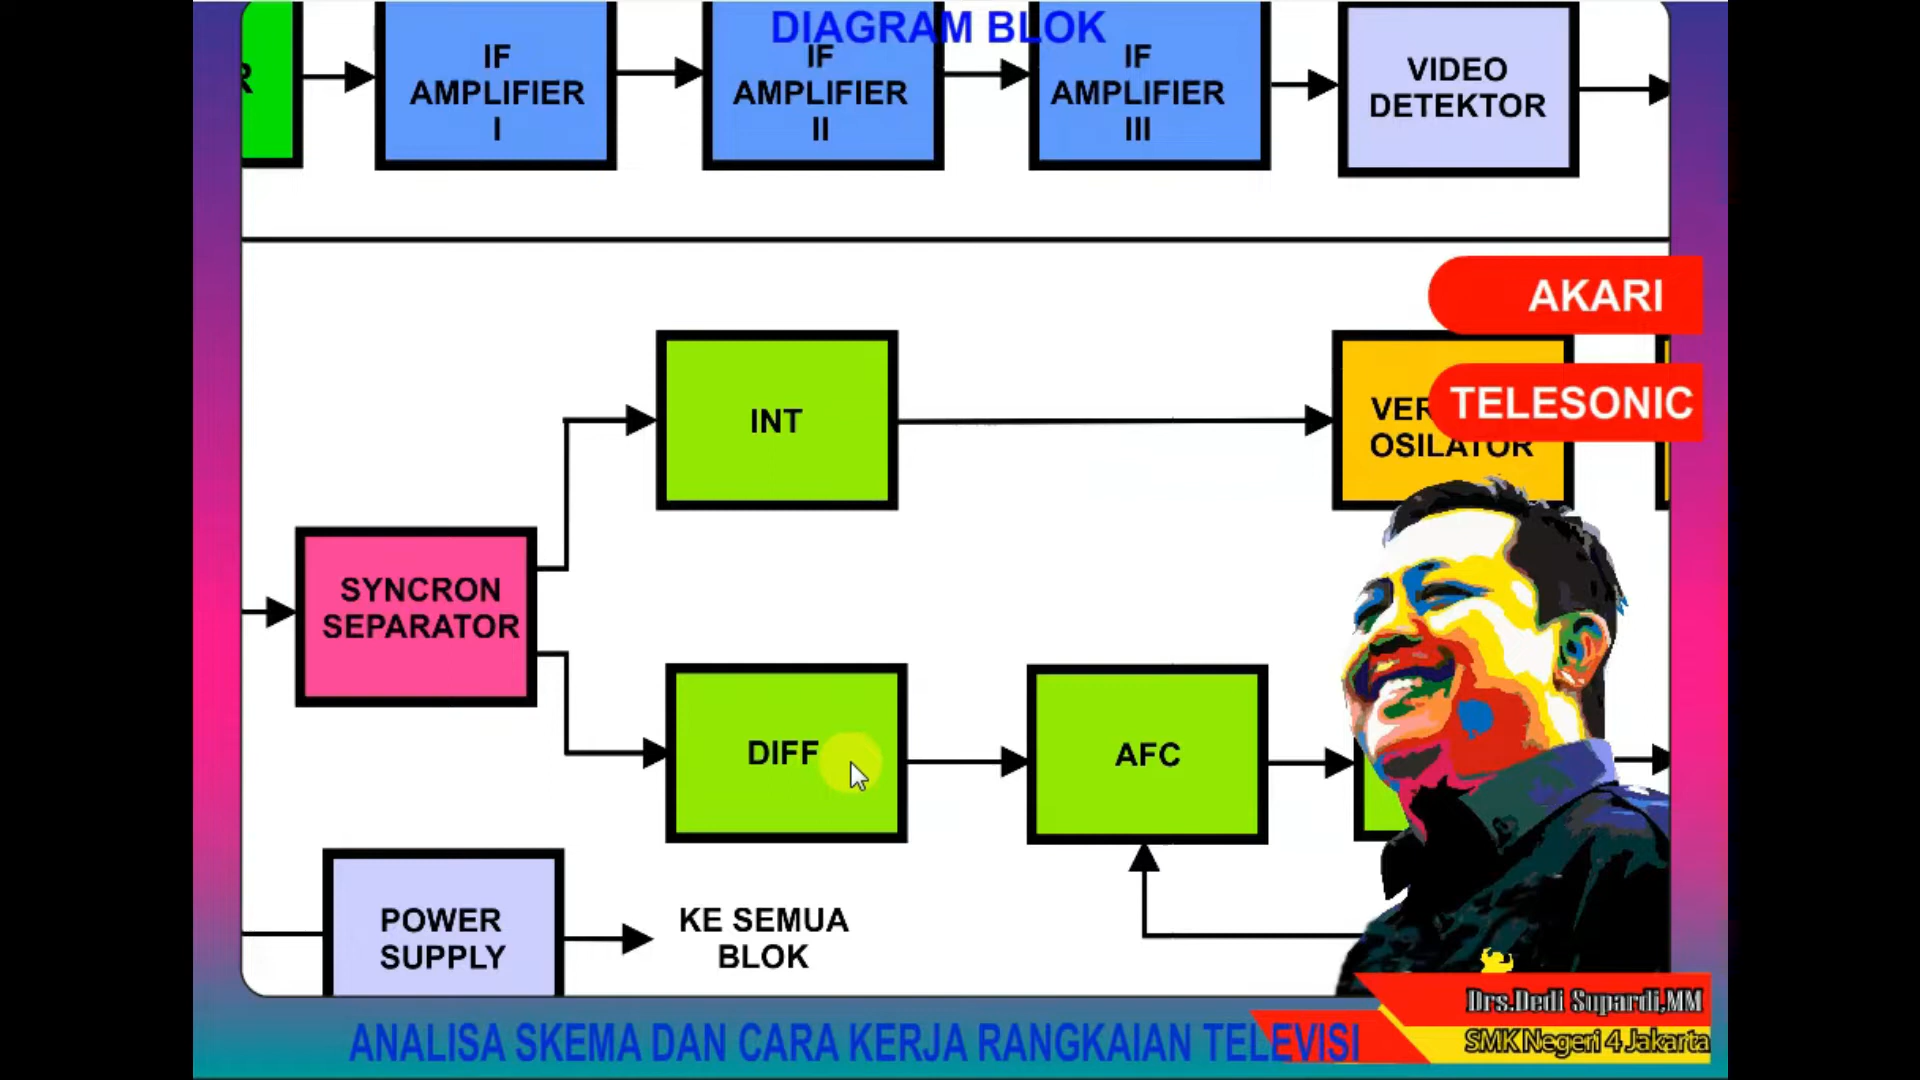 DIAGRAM BLOK
R
IF
AMPLIFIER
I
IF
AMPLIFIER
II
IF
AMPLIFIER
III
VIDEO
DETEKTOR
AKARI
TELESONIC
INT
VER
OSILATOR
SYNCRON
SEPARATOR
DIFF
AFC
POWER
SUPPLY
KE SEMUA
BLOK
Drs.Dedi Supardi,MM
SMK Negeri 4 Jakarta
ANALISA SKEMA DAN CARA KERJA RANGKAIAN TELEVISI